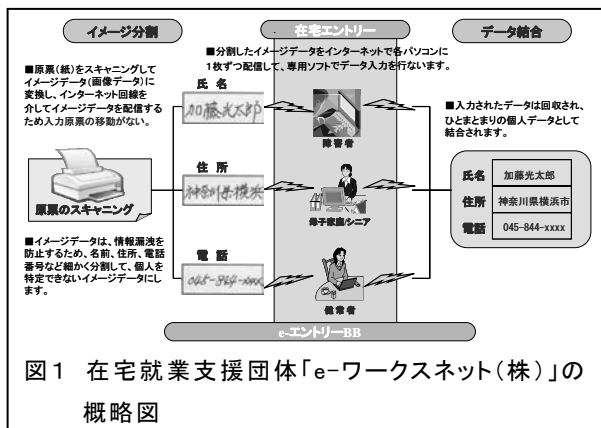 イメージ分割
在宅エントリー
データ結合
■分割したイメージデータをインターネットで各パソコンに
1枚ずつ配信して、専用ソフトでデータ入力を行ないます。
■原票(紙)をスキャニングして
イメージデータ(画像データ)に
変換し、インターネット回線を
介してイメージデータを配信する
ため入力原票の移動がない。
氏 名
加藤光太郎
障害者
■入力されたデータは回収され、
ひとまとまりの個人データとして
結合されます。
原票のスキャニング
住 所
神奈川県横浜
母子家庭/シニア
氏名 加藤光太郎
住所 神奈川県横浜市
電話 045-844-xxxx
■イメージデータは、情報漏洩を
防止するため、名前、住所、電話
番号など細かく分割して、個人を
特定できないイメージデータにし
ます。
電 話
045-844-xxxx
健常者
e-エントリーBB
図1 在宅就業支援団体「e-ワークスネット(株)」の
概略図